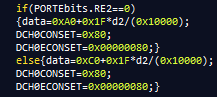 if(PORTEbits.RE2==0)
{data=0xA0+0x1F*d2/(0x10000);
DCH0ECONSET=0x80;
DCH0ECONSET=0x00000080;}
else{data=0xC0+0x1F*d2/(0x10000);
DCH0ECONSET=0x80;
DCH0ECONSET=0x00000080;}